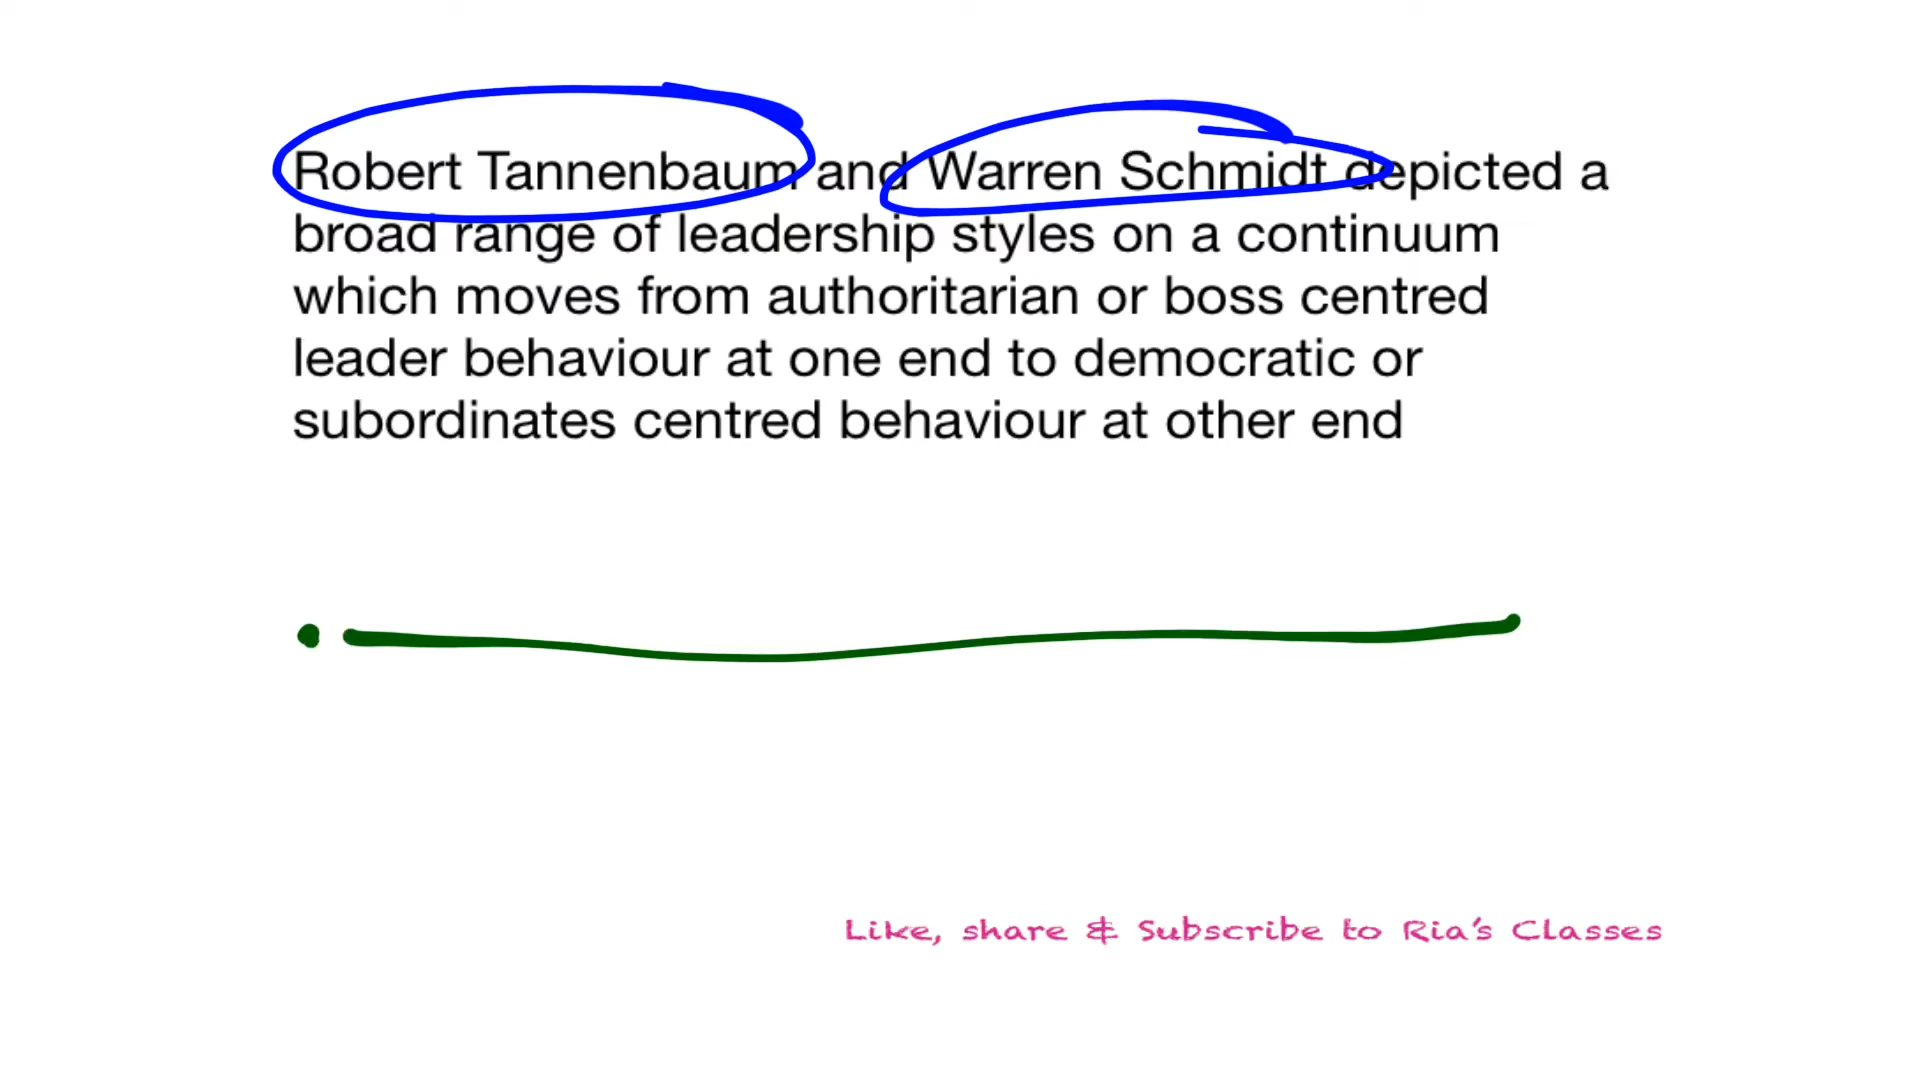 Robert Tannenbaum and Warren Schmidt depicted a
broad range of leadership styles on a continuum
which moves from authoritarian or boss centred
leader behaviour at one end to democratic or
subordinates centred behaviour at other end
Like, share & Subscribe to Ria's Classes